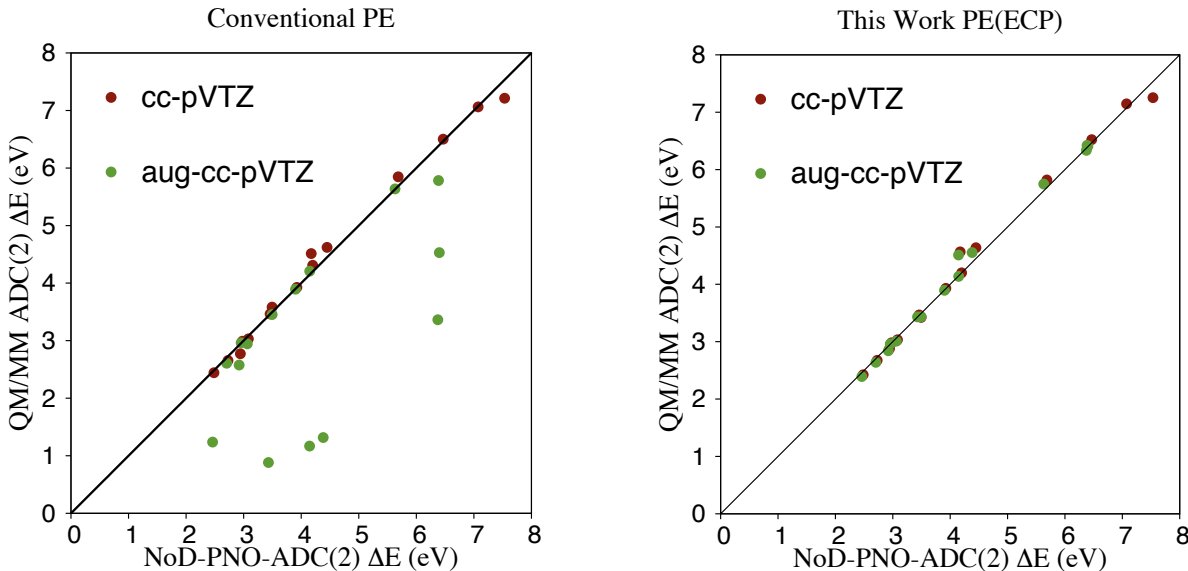 Conventional PE
8
7
6
5
4
3
2
1
0
QM/MM ADC(2) ΔE (eV)
cc-pVTZ
aug-cc-pVTZ
0 1 2 3 4 5 6 7 8
NoD-PNO-ADC(2) ΔE (eV)
This Work PE(ECP)
8
7
6
5
4
3
2
1
0
QM/MM ADC(2) ΔE (eV)
cc-pVTZ
aug-cc-pVTZ
0 1 2 3 4 5 6 7 8
NoD-PNO-ADC(2) ΔE (eV)